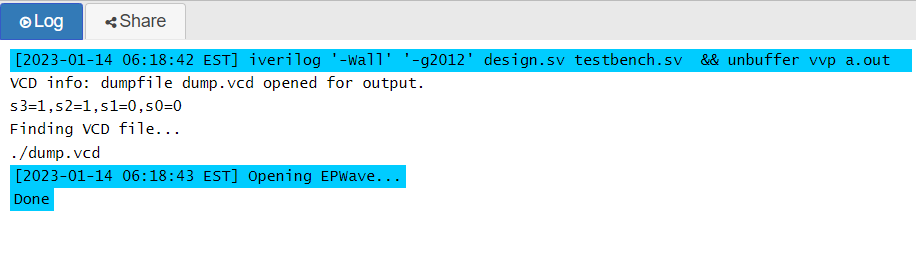 Log
Share
[2023-01-14 06:18:42 EST] iverilog '-Wall' '-g2012' design.sv testbench.sv  && unbuffer vvp a.out
VCD info: dumpfile dump.vcd opened for output.
s3=1,s2=1,s1=0,s0=0
Finding VCD file...
./dump.vcd
[2023-01-14 06:18:43 EST] Opening EPWave...
Done